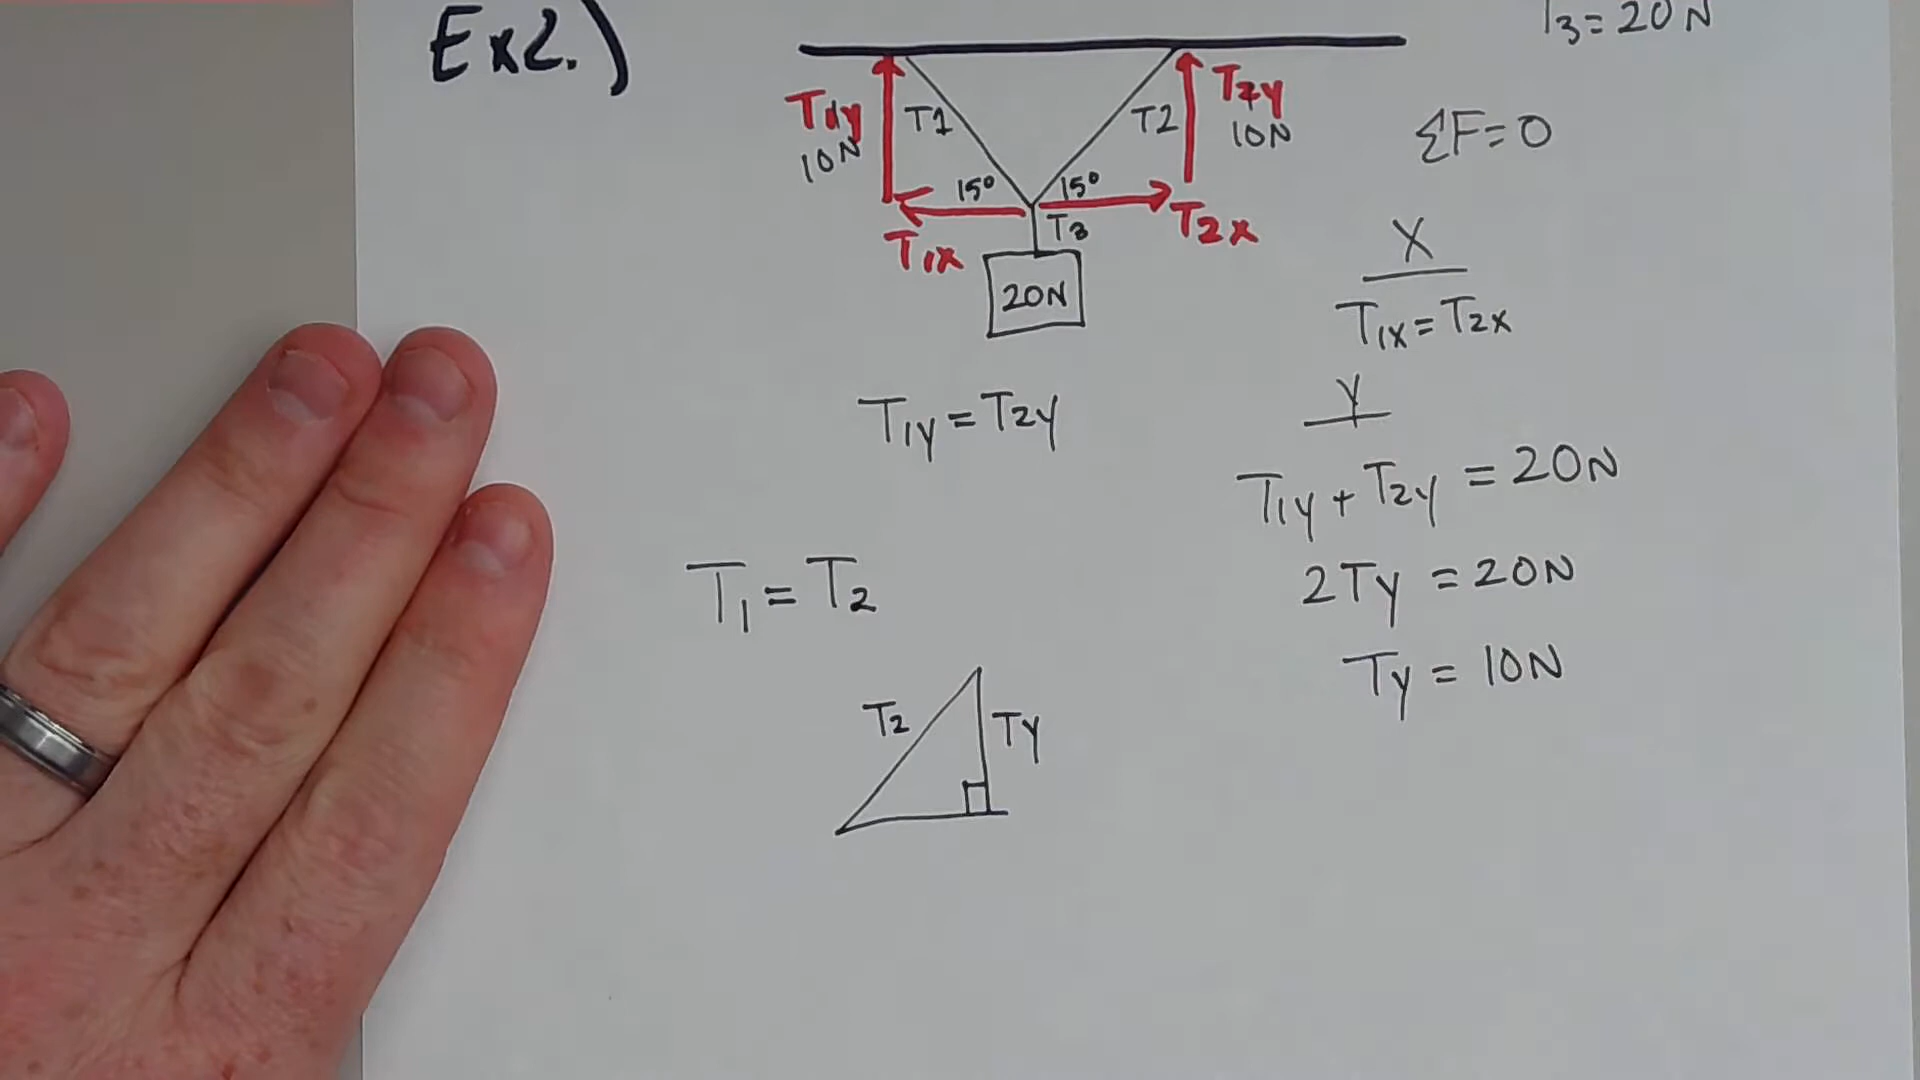 Ex2.)
T3 = 20N
T1y
10N
T1
T2
T2y
10N
ΣF=0
15°
15°
T1x
T3
T2x
20N
X
T1x = T2x
T1y = T2y
Y
T1y + T2y = 20N
T1 = T2
2Ty = 20N
Ty = 10N
T2
Ty